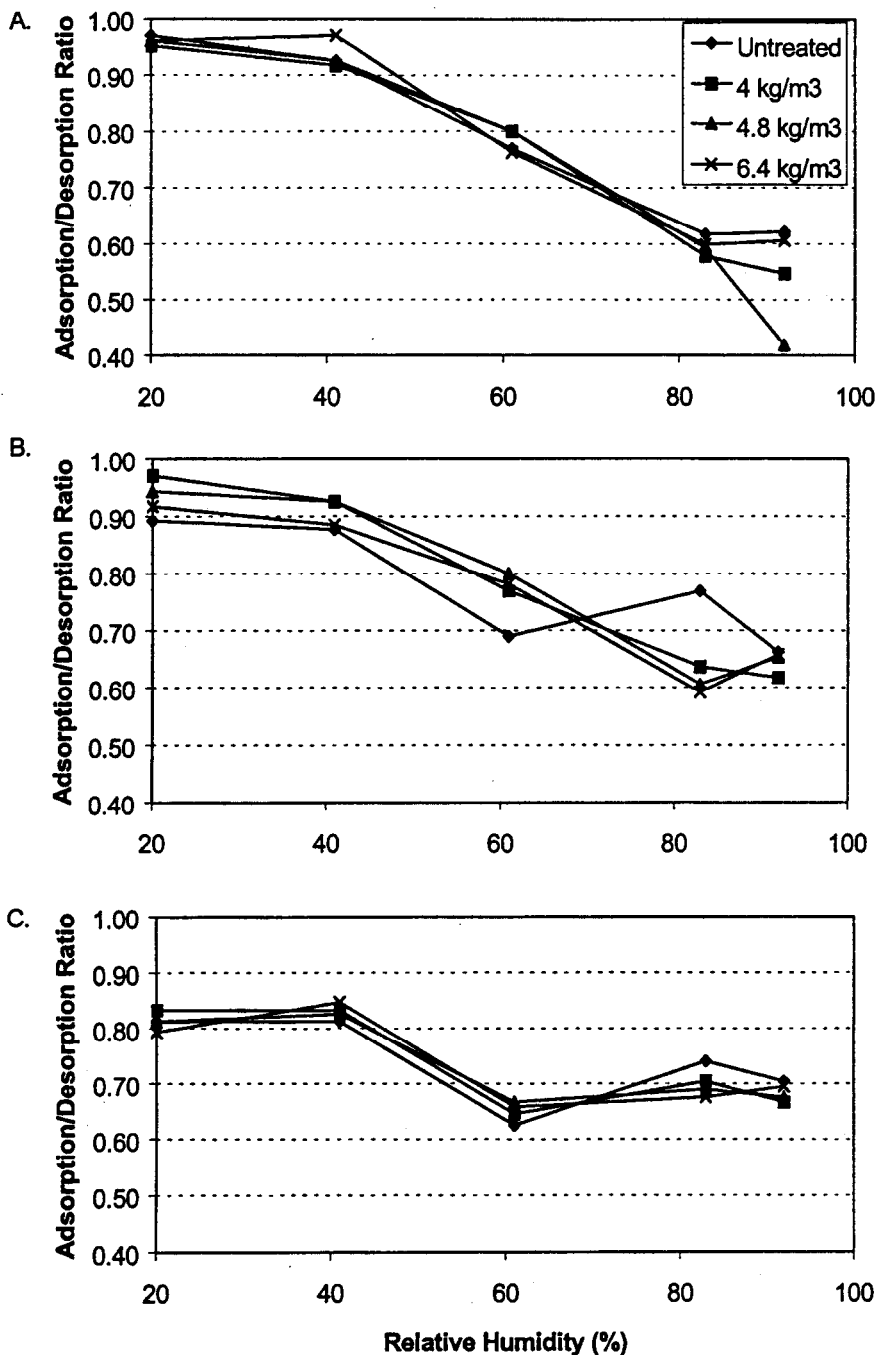 A.
Adsorption/Desorption Ratio
1.00
0.90
0.80
0.70
0.60
0.50
0.40
20 40 60 80 100
Untreated
4 kg/m3
4.8 kg/m3
6.4 kg/m3
B.
Adsorption/Desorption Ratio
1.00
0.90
0.80
0.70
0.60
0.50
0.40
20 40 60 80 100
C.
Adsorption/Desorption Ratio
1.00
0.90
0.80
0.70
0.60
0.50
0.40
20 40 60 80 100
Relative Humidity (%)